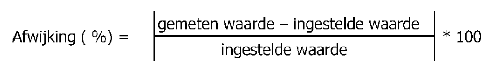 gemeten waarde – ingestelde waarde
Afwijking ( %) = * 100
ingestelde waarde